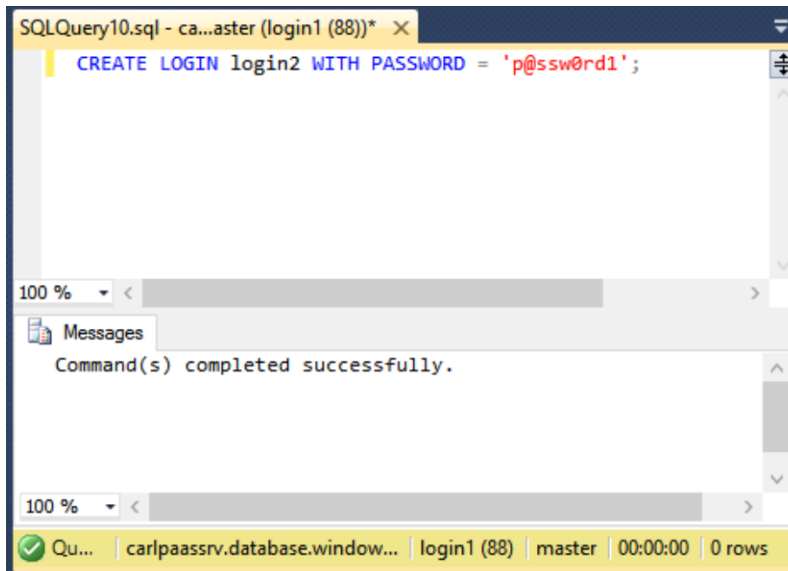 SQLQuery10.sql - ca...aster (login1 (88))* ×
CREATE LOGIN login2 WITH PASSWORD = 'p@ssw0rd1';
100 %
Messages
Command(s) completed successfully.
100 %
Qu... carlpaassrv.database.window... login1 (88) master 00:00:00 0 rows